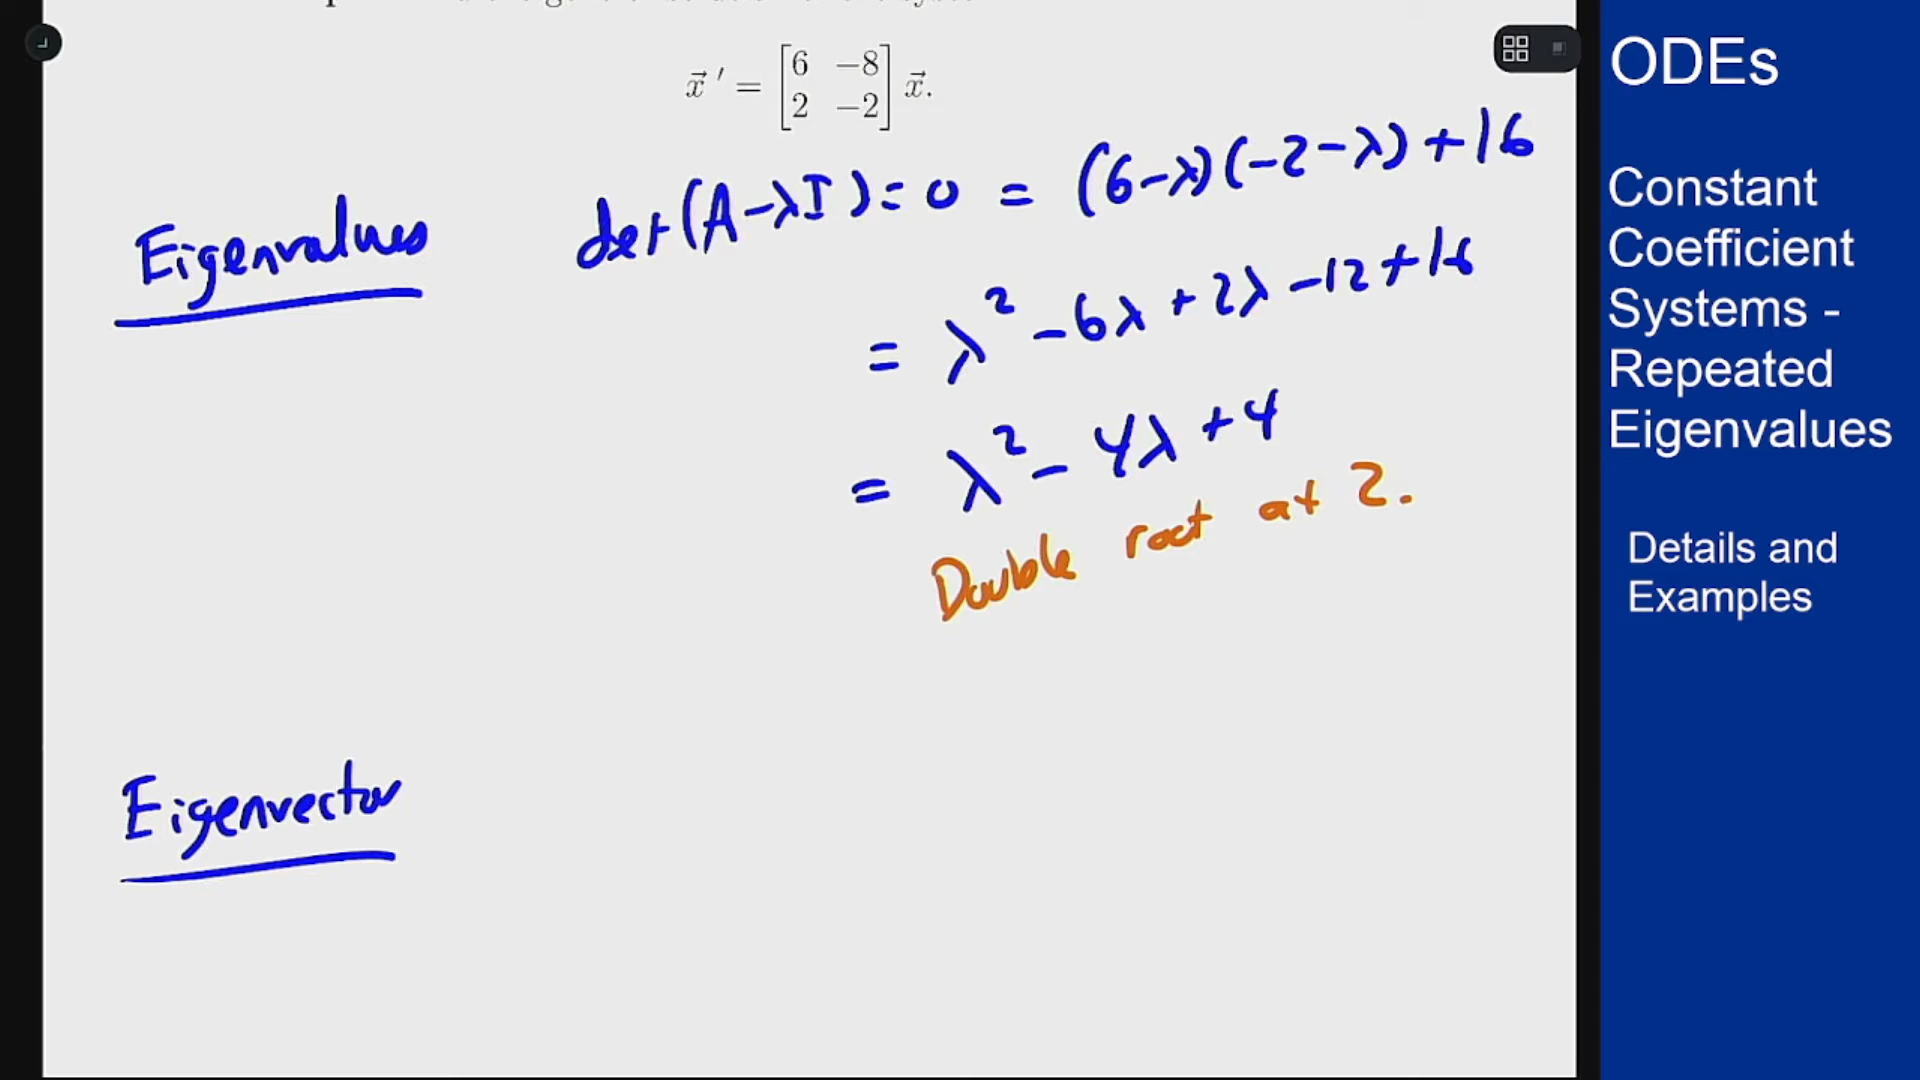 x⃗ ′ = [6 −8; 2 −2] x⃗.
Eigenvalues
det(A−λI)=0 = (6−λ)(−2−λ)+16
= λ² −6λ +2λ −12+16
= λ² − 4λ +4
Double root at 2.
Eigenvector
ODEs
Constant
Coefficient
Systems -
Repeated
Eigenvalues
Details and
Examples